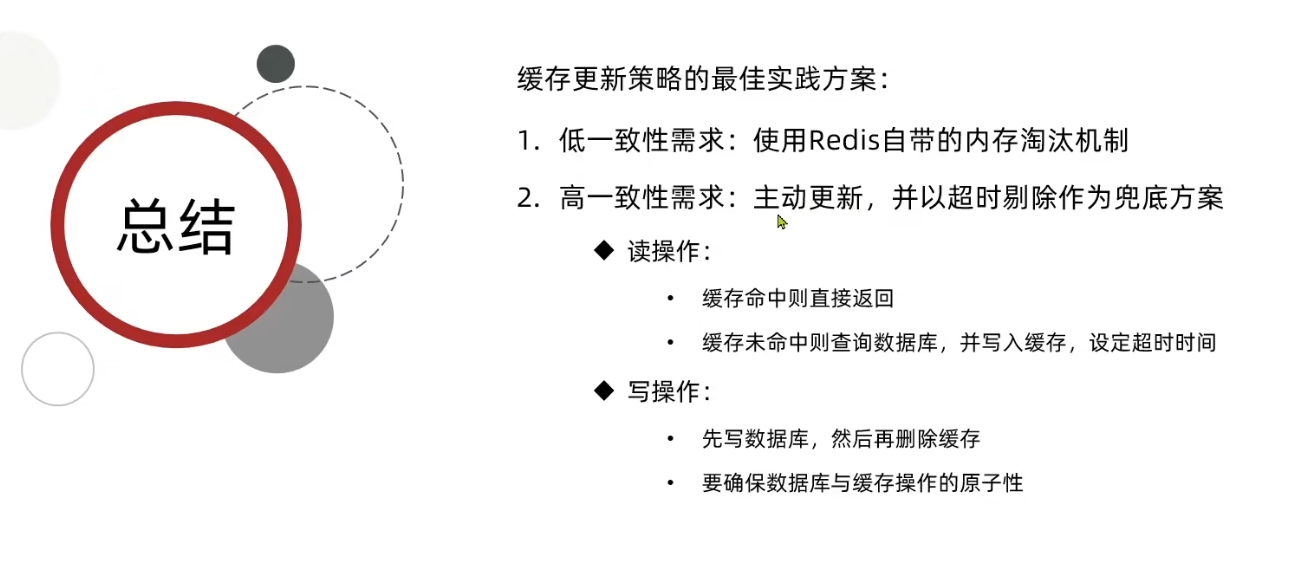 总结
缓存更新策略的最佳实践方案：
1. 低一致性需求：使用Redis自带的内存淘汰机制
2. 高一致性需求：主动更新，并以超时剔除作为兜底方案
◆ 读操作：
• 缓存命中则直接返回
• 缓存未命中则查询数据库，并写入缓存，设定超时时间
◆ 写操作：
• 先写数据库，然后再删除缓存
• 要确保数据库与缓存操作的原子性